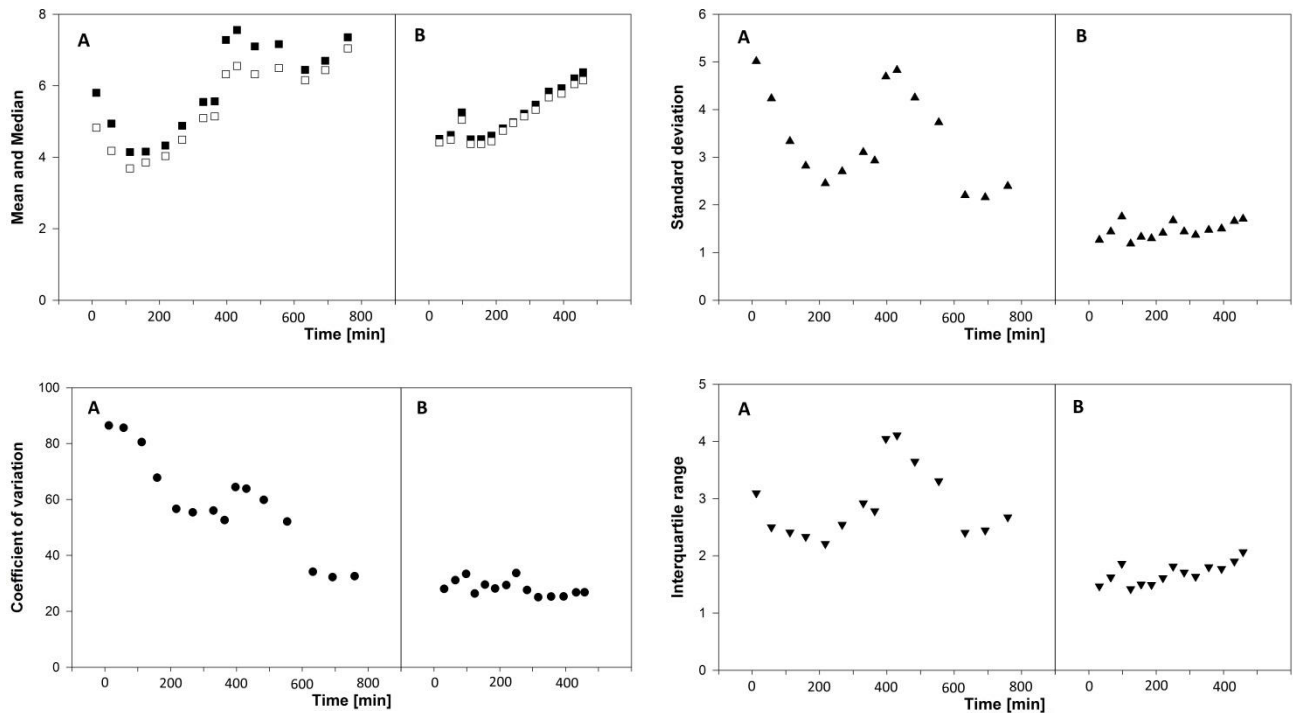 Mean and Median
8
6
4
2
0
A
B
0 200 400 600 800 0 200 400
Time [min]
Standard deviation
6
5
4
3
2
1
0
A
B
0 200 400 600 800 0 200 400
Time [min]
Coefficient of variation
100
80
60
40
20
0
A
B
0 200 400 600 800 0 200 400
Time [min]
Interquartile range
5
4
3
2
1
0
A
B
0 200 400 600 800 0 200 400
Time [min]